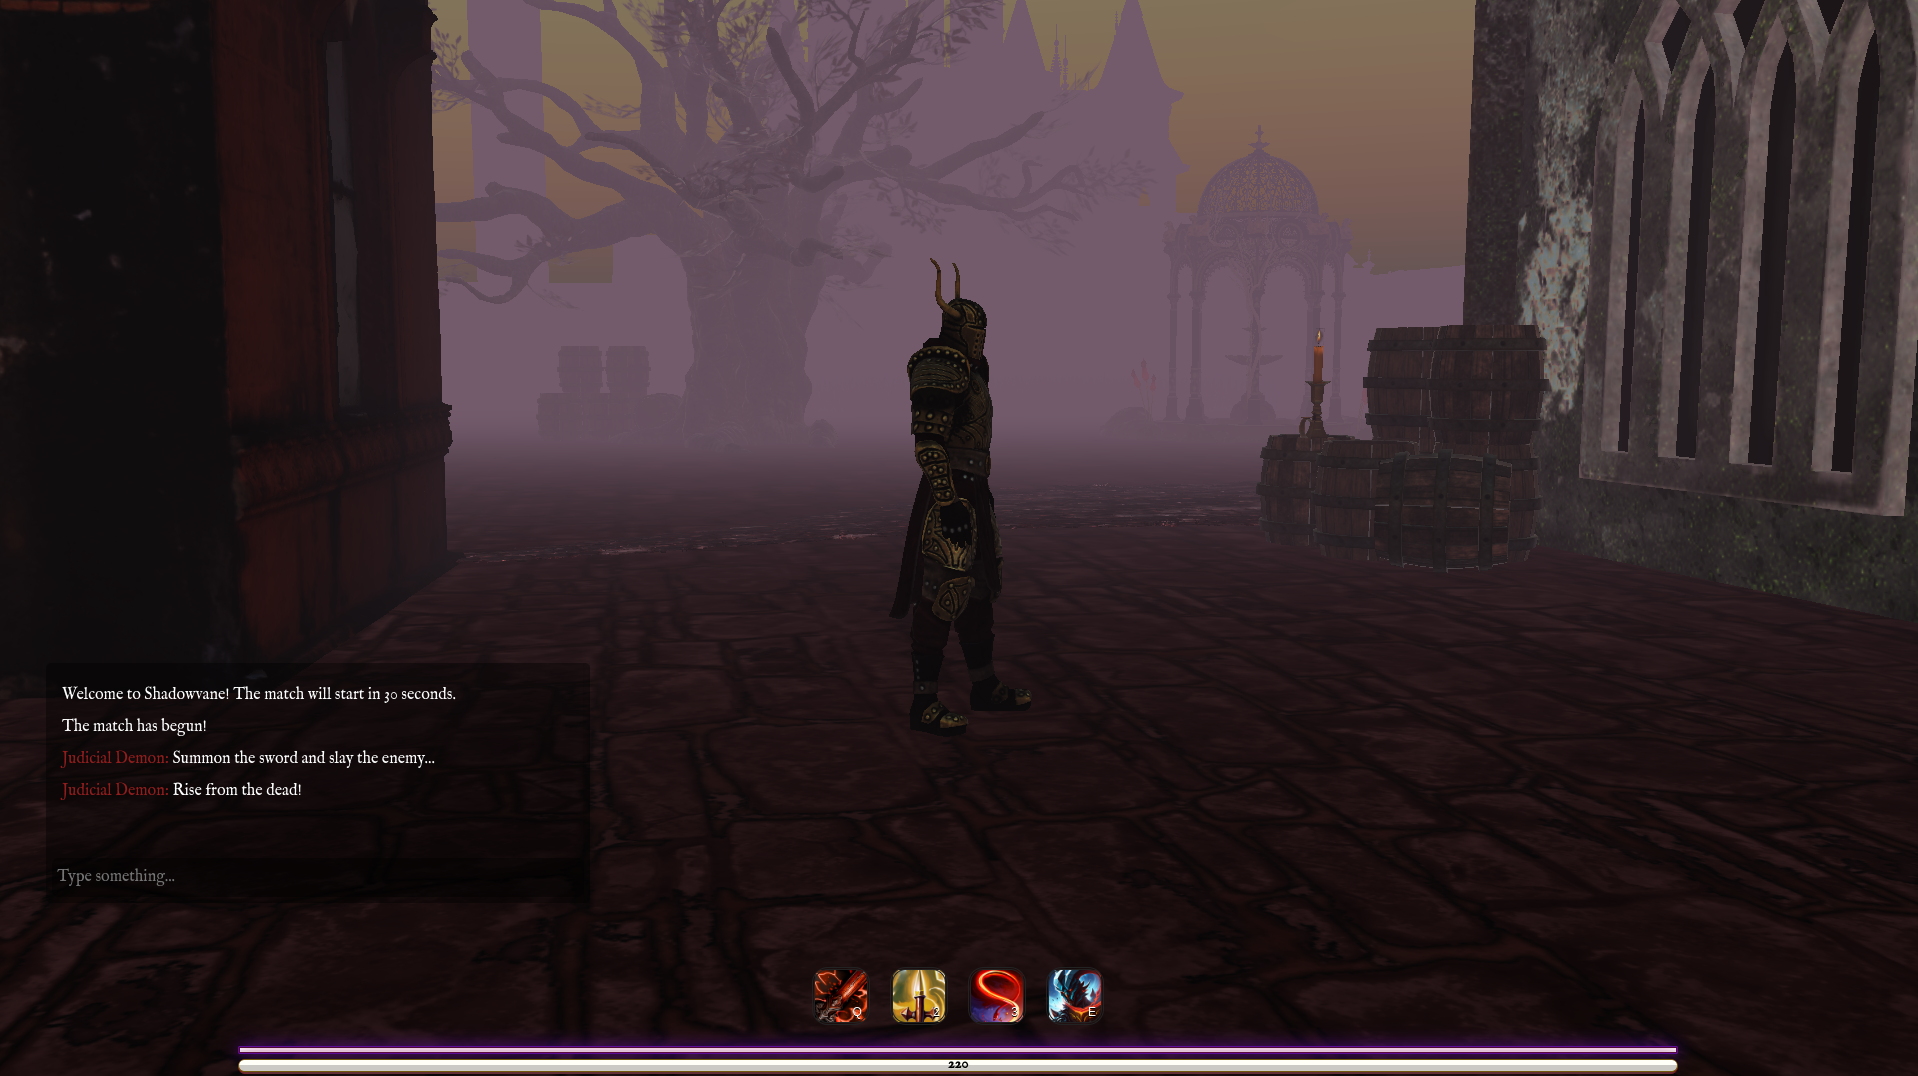 Welcome to Shadowvane! The match will start in 30 seconds.
The match has begun!
Judicial Demon: Summon the sword and slay the enemy...
Judicial Demon: Rise from the dead!
Type something...
Q 2 3 E
220